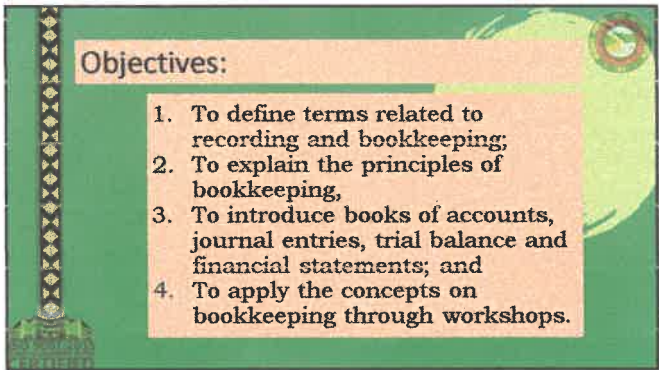 Objectives:
1. To define terms related to
recording and bookkeeping;
2. To explain the principles of
bookkeeping,
3. To introduce books of accounts,
journal entries, trial balance and
financial statements; and
4. To apply the concepts on
bookkeeping through workshops.
CERTIFIED